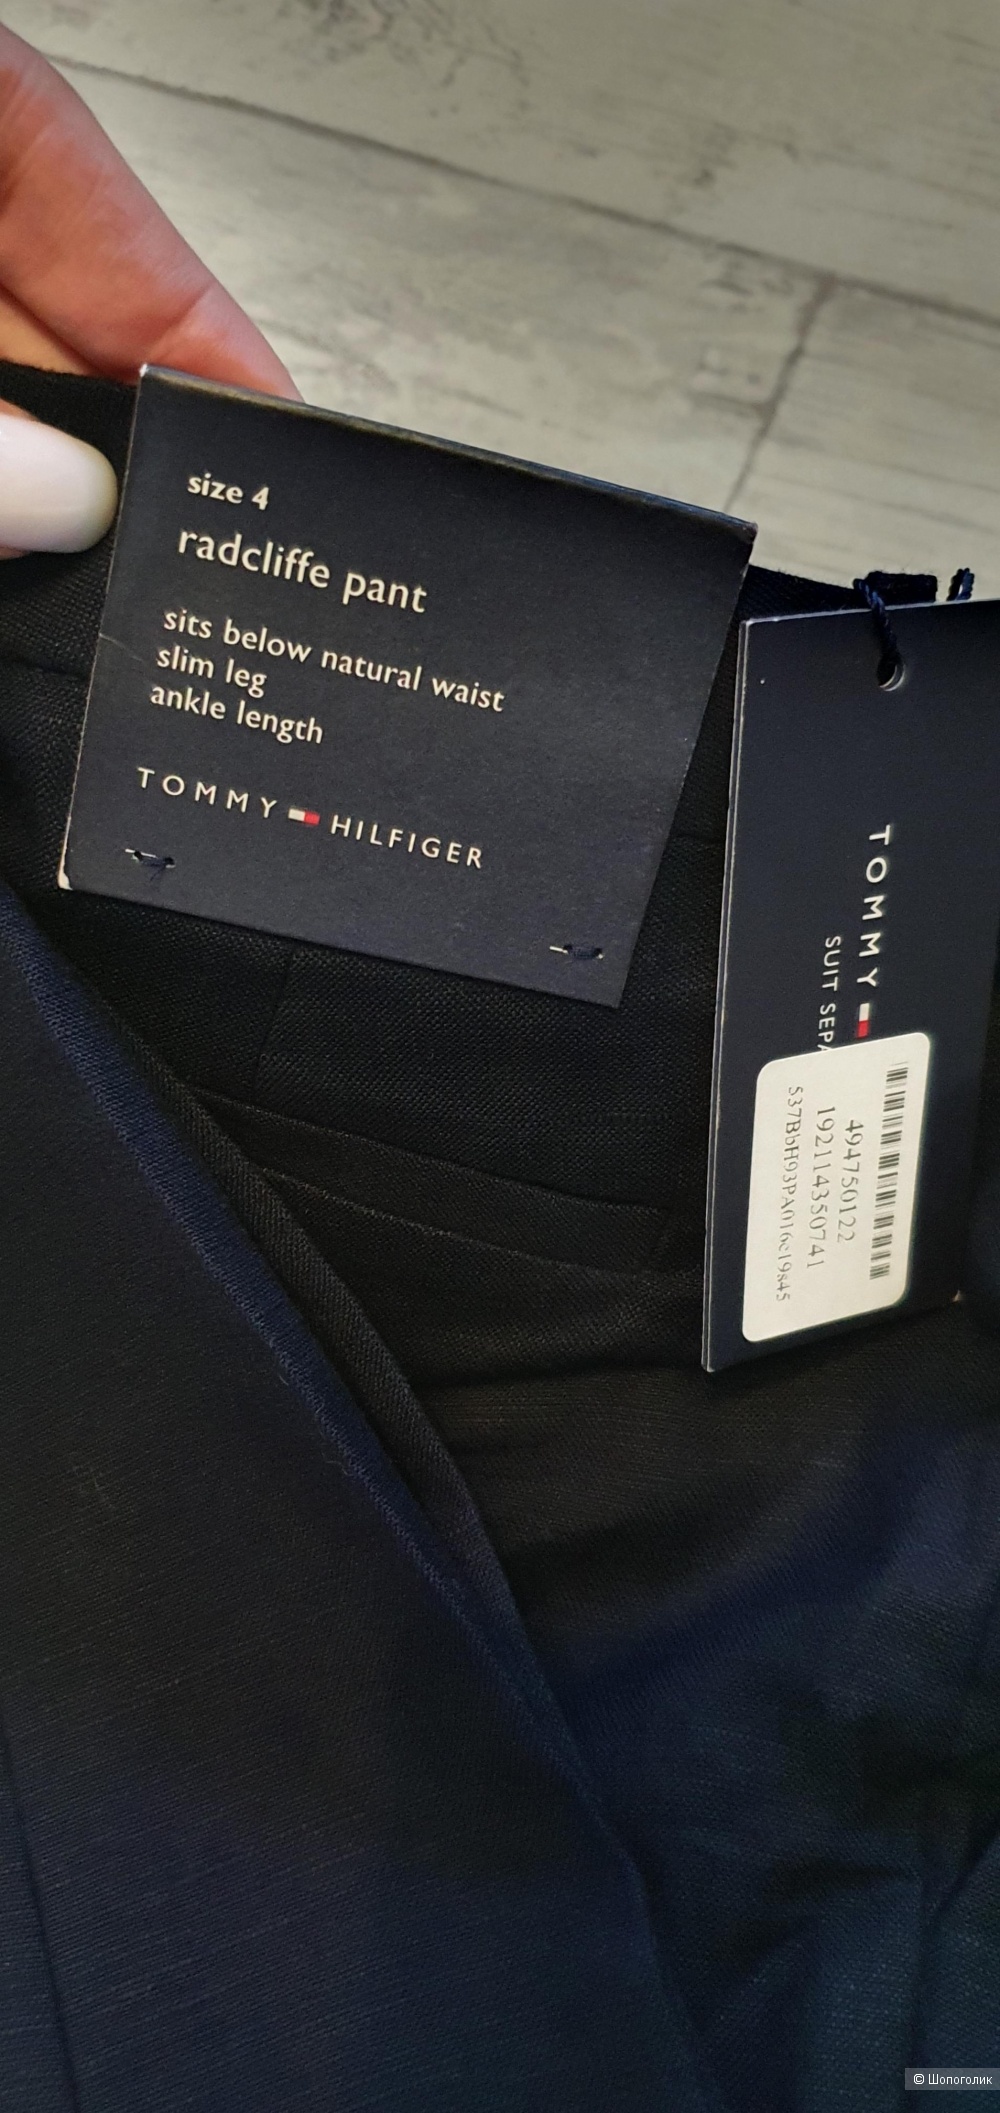 size 4
radcliffe pant
sits below natural waist
slim leg
ankle length
TOMMY HILFIGER
TOMMY
SUIT SEPA
494750122
192114350741
S37BbH93PA016c19s45
© Шопоголик